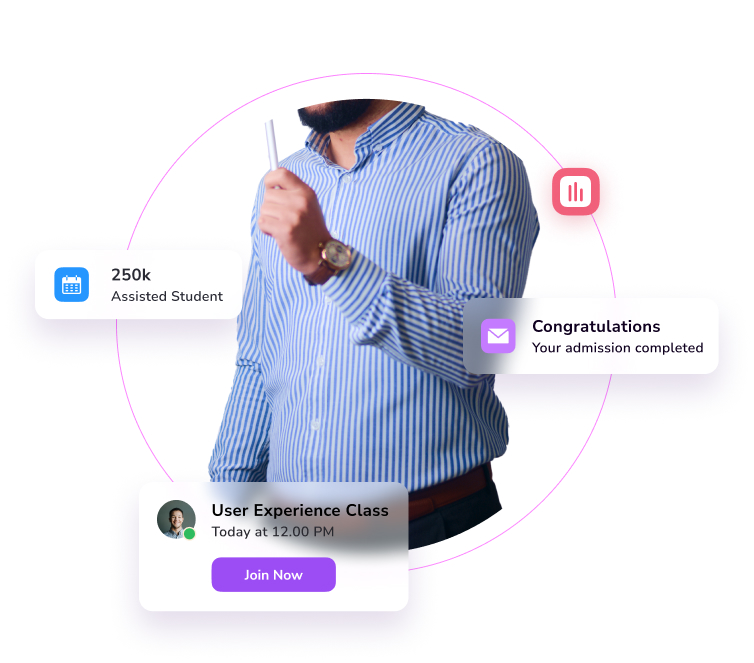 250k
Assisted Student
Congratulations
Your admission completed
User Experience Class
Today at 12.00 PM
Join Now